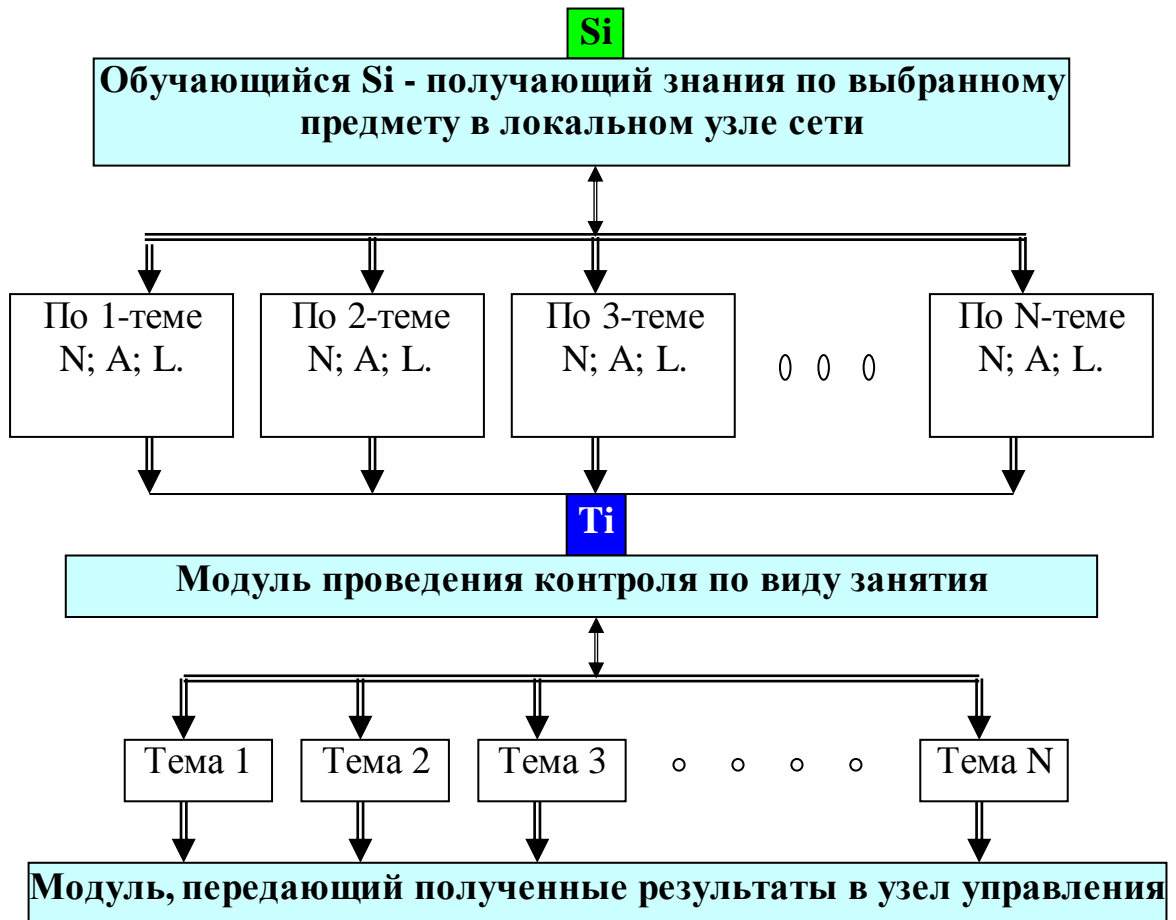 Si
Обучающийся Si - получающий знания по выбранному
предмету в локальном узле сети
По 1-теме
N; A; L.
По 2-теме
N; A; L.
По 3-теме
N; A; L.
По N-теме
N; A; L.
Ti
Модуль проведения контроля по виду занятия
Тема 1
Тема 2
Тема 3
Тема N
Модуль, передающий полученные результаты в узел управления